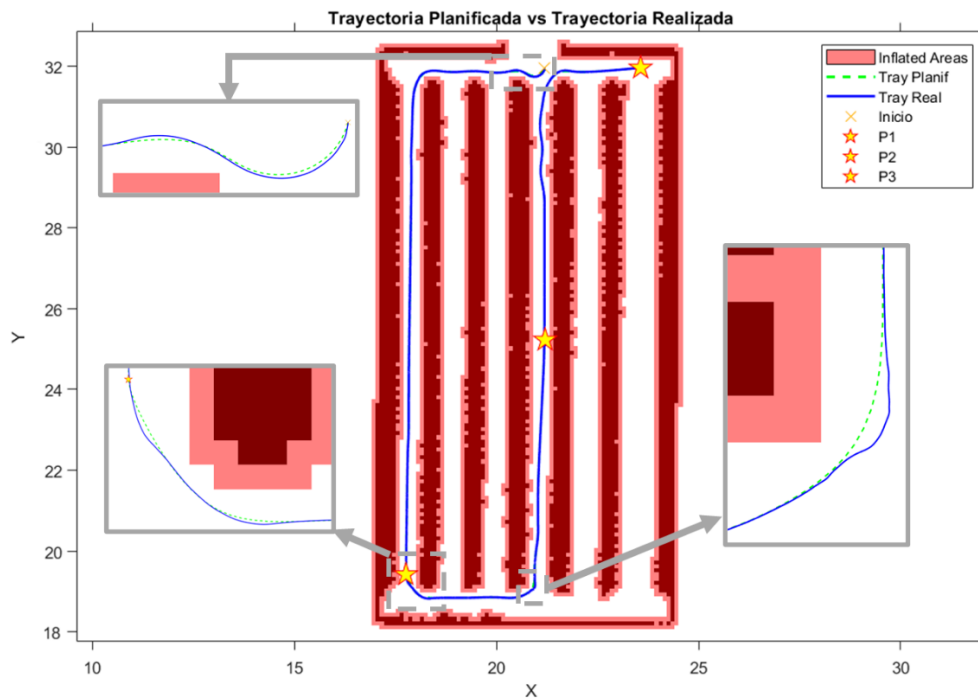 Trayectoria Planificada vs Trayectoria Realizada
Inflated Areas
Tray Planif
Tray Real
Inicio
P1
P2
P3
32
30
28
26
24
22
20
18
Y
10
15
20
25
30
X